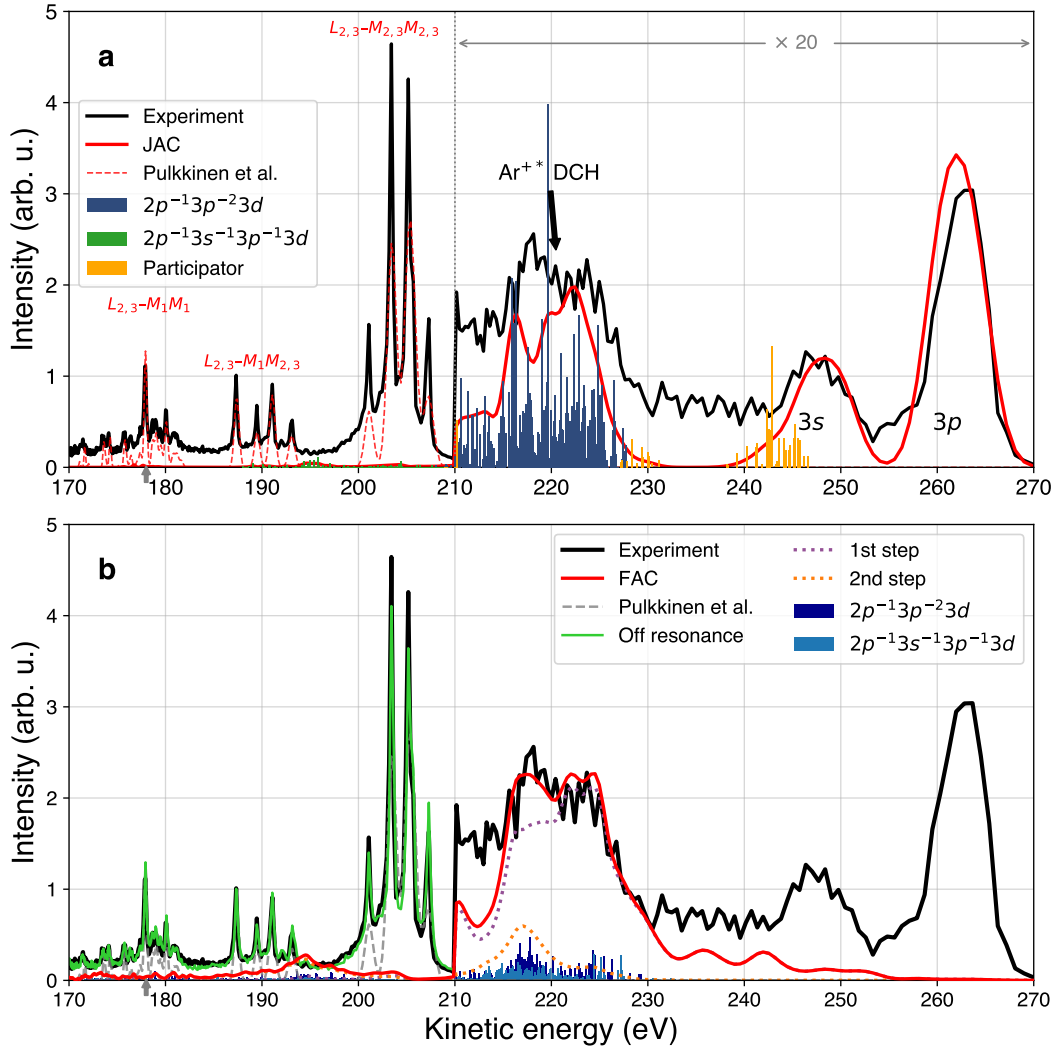 a
L2,3–M2,3M2,3
× 20
Experiment
JAC
Pulkkinen et al.
2p⁻¹3p⁻²3d
2p⁻¹3s⁻¹3p⁻¹3d
Participator
Ar⁺* DCH
L2,3–M1M1
L2,3–M1M2,3
3s
3p
Intensity (arb. u.)
0
1
2
3
4
5
170 180 190 200 210 220 230 240 250 260 270
b
Experiment
FAC
Pulkkinen et al.
Off resonance
1st step
2nd step
2p⁻¹3p⁻²3d
2p⁻¹3s⁻¹3p⁻¹3d
Intensity (arb. u.)
0
1
2
3
4
5
170 180 190 200 210 220 230 240 250 260 270
Kinetic energy (eV)